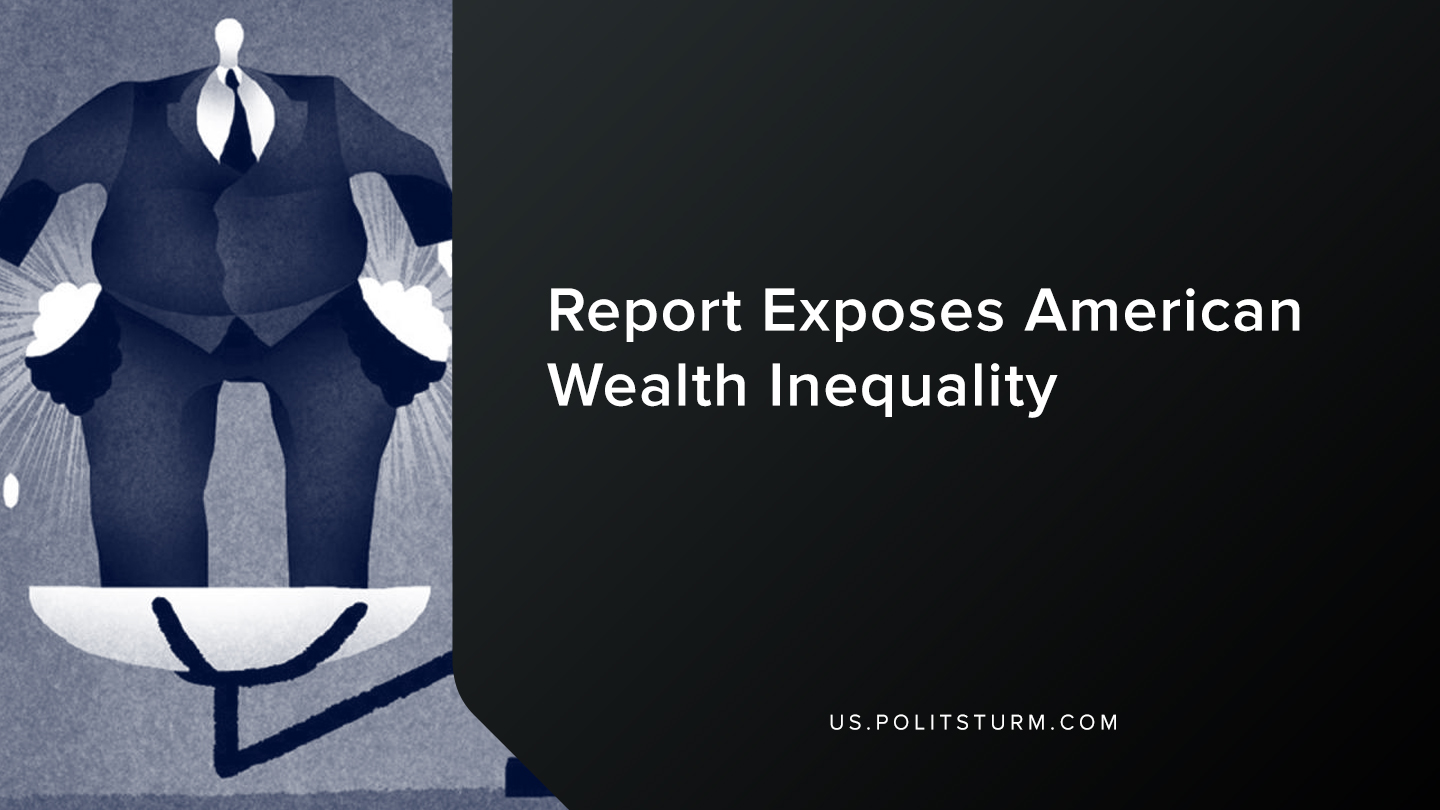 Report Exposes American
Wealth Inequality
US.POLITSTURM.COM